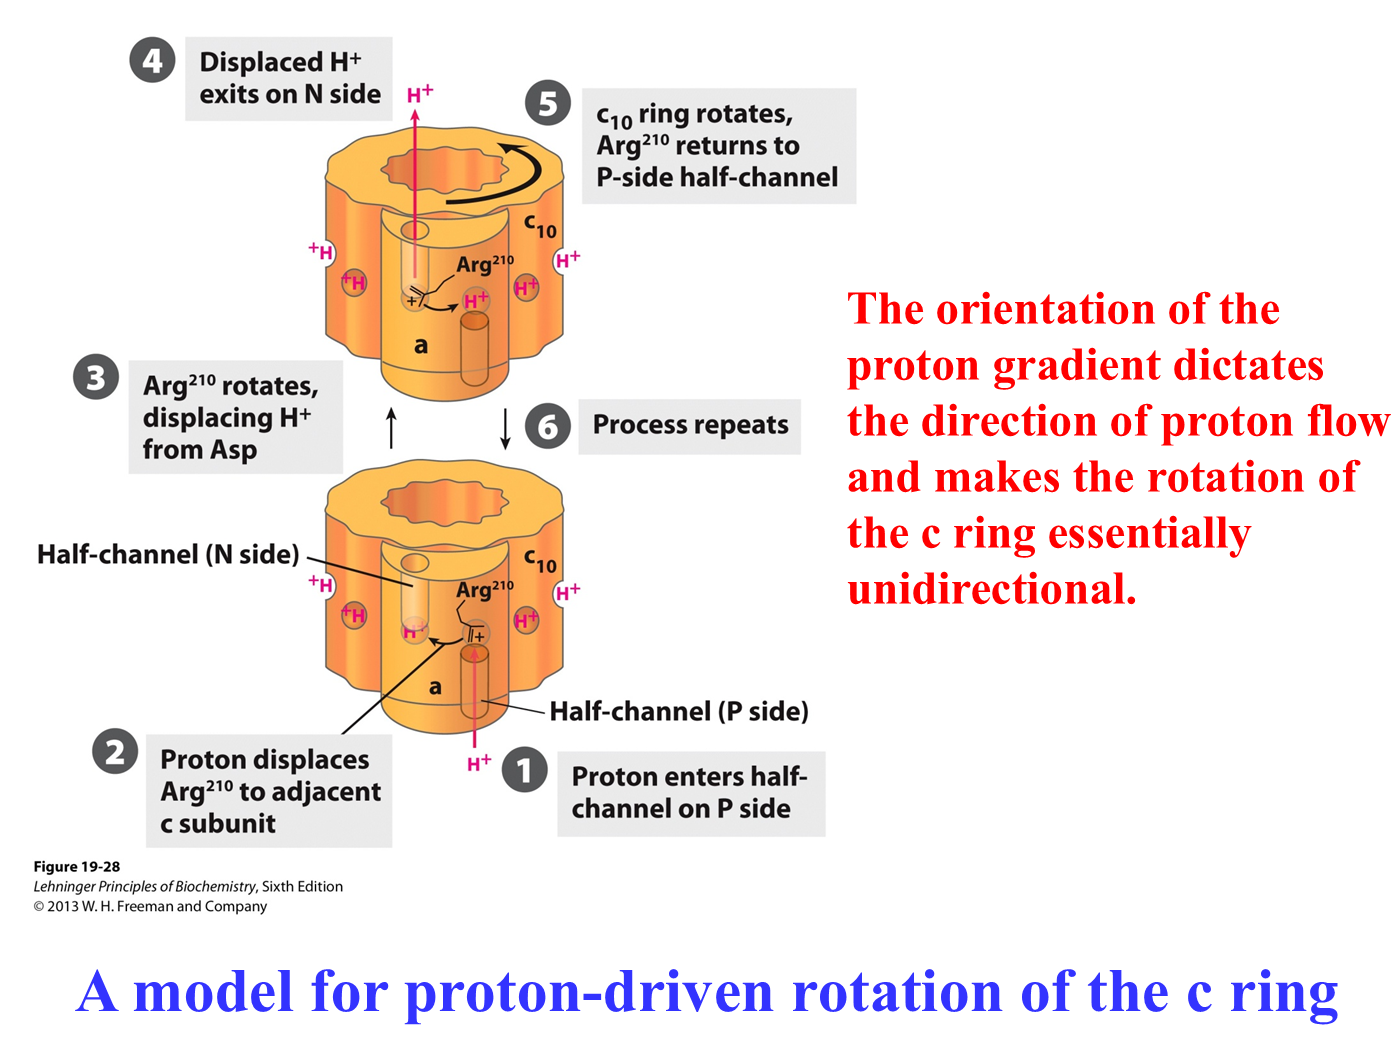 4
Displaced H⁺
exits on N side
H⁺
5
c₁₀ ring rotates,
Arg²¹⁰ returns to
P-side half-channel
c₁₀
⁺H
⁺H
Arg²¹⁰
+
H⁺
H⁺
H⁺
a
3
Arg²¹⁰ rotates,
displacing H⁺
from Asp
6
Process repeats
The orientation of the
proton gradient dictates
the direction of proton flow
and makes the rotation of
the c ring essentially
unidirectional.
Half-channel (N side)
c₁₀
⁺H
⁺H
Arg²¹⁰
H⁺
+
H⁺
H⁺
a
Half-channel (P side)
2
Proton displaces
Arg²¹⁰ to adjacent
c subunit
H⁺
1
Proton enters half-
channel on P side
Figure 19-28
Lehninger Principles of Biochemistry, Sixth Edition
© 2013 W. H. Freeman and Company
A model for proton-driven rotation of the c ring